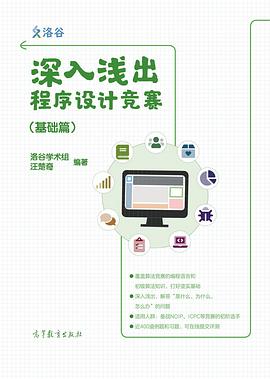 洛谷
深入浅出
程序设计竞赛
（基础篇）
洛谷学术组
汪楚奇 编著
覆盖算法竞赛的编程语言和
初级算法知识，打好坚实基础
深入浅出，解答“是什么、为什么、
怎么办”的问题
适用人群：备战NOIP、ICPC等竞赛的初阶选手
近400道例题和习题，可在线提交评测
高等教育出版社